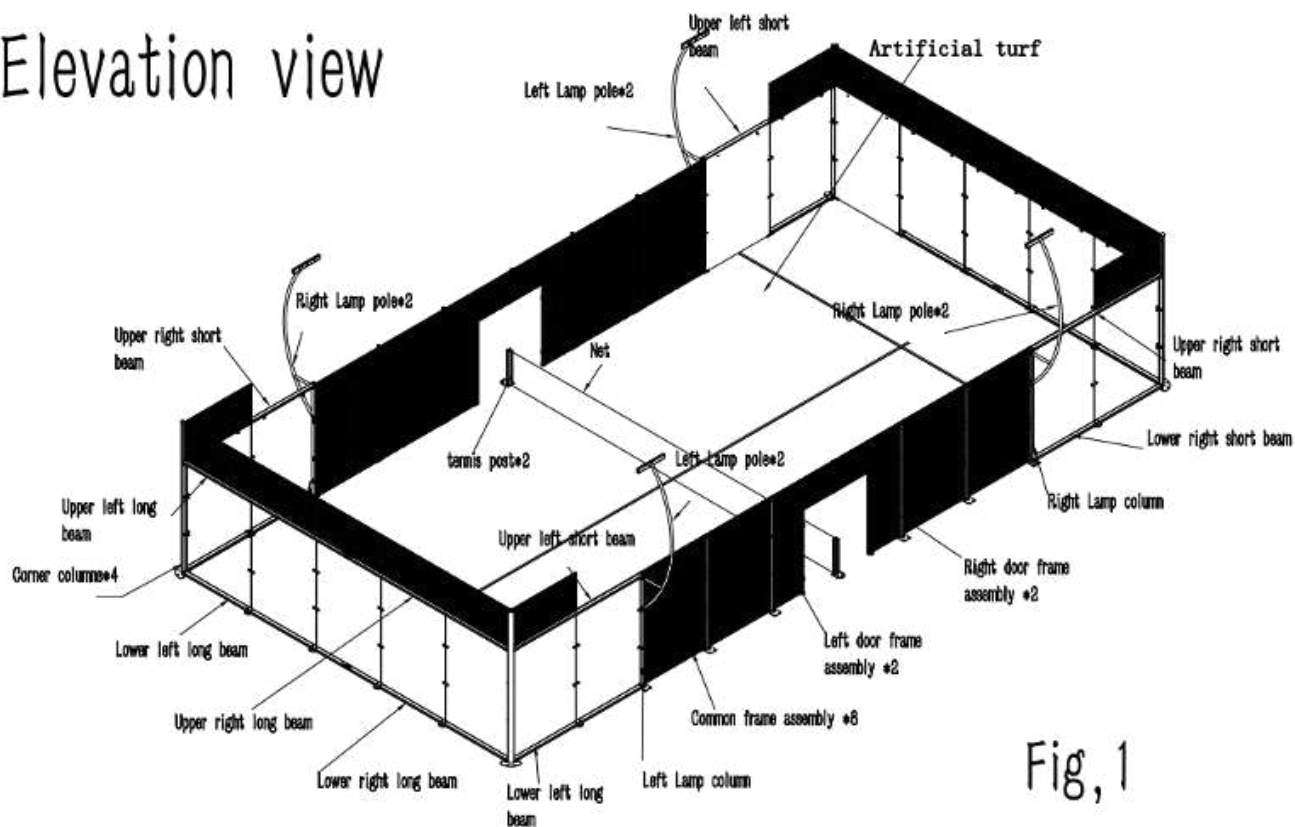 Elevation view
Upper left short
beam
Artificial turf
Left Lamp pole*2
Right Lamp pole*2
Right Lamp pole*2
Upper right short
beam
Net
Upper right short
beam
Lower right short beam
tennis post*2
Left Lamp pole*2
Right Lamp column
Upper left long
beam
Upper left short beam
Corner columns*4
Right door frame
assembly *2
Lower left long beam
Left door frame
assembly *2
Upper right long beam
Common frame assembly *6
Lower right long beam
Left Lamp column
Lower left long
beam
Fig,1